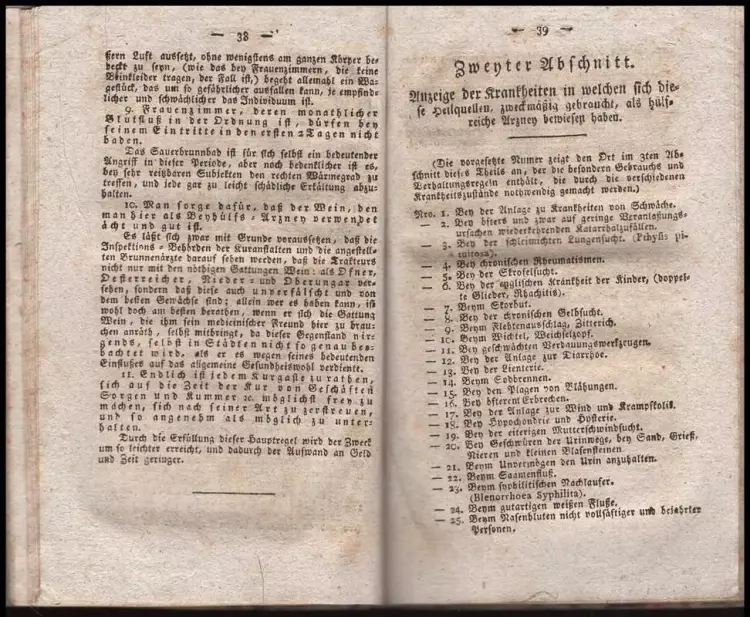 — 38 —
ßern Luft aussetzt, ohne wenigstens am ganzen Körper be-
deckt zu seyn, (wie das bey Frauenzimmern, die keine
Beinkleider tragen, der Fall ist,) begeht allemahl ein Wa-
gestück, das um so gefährlicher ausfallen kann, je empfind-
licher und schwächlicher das Individuum ist.
9. Frauenzimmer, deren monathlicher
Blutfluß in der Ordnung ist, dürfen bey
seinem Eintritte in den ersten 2 Tagen nicht
baden.
Das Sauerbrunnbad ist für sich selbst ein bedeutender
Angriff in dieser Periode, aber noch bedenklicher ist es,
bey sehr reitzbaren Subjekten den rechten Wärmegrad zu
treffen, und jede gar zu leicht schädliche Erkältung abzu-
halten.
10. Man sorge dafür, daß der Wein, den
man hier als Beyhülfs-Arzney verwendet
ächt und gut ist.
Es läßt sich zwar mit Grunde voraussetzen, daß die
Inspektions-Behörden der Kuranstalten und die angestell-
ten Brunnenärzte darauf sehen werden, daß die Trakteurs
nicht nur mit den nöthigen Gattungen Wein: als Ofner,
Oesterreicher, Nieder- und Oberungar ver-
sehen, sondern daß diese auch unverfälscht und von
dem besten Gewächse sind; allein wer es haben kann, ist
wohl doch am besten berathen, wenn er sich die Gattung
Wein, die ihm sein medicinischer Freund hier zu brau-
chen anräth, selbst mitbringt, da dieser Gegenstand nir-
gends, selbst in Städten nicht so genau beo-
bachtet wird, als er es wegen seines bedeutenden
Einflußes auf das allgemeine Gesundheitswohl verdiente.
11. Endlich ist jedem Kurgaste zu rathen,
sich auf die Zeit der Kur von Geschäften
Sorgen und Kummer ꝛc. möglichst frey zu
machen, sich nach seiner Art zu zerstreuen,
und so angenehm als möglich zu unter-
halten.
Durch die Erfüllung dieser Hauptregel wird der Zweck
um so leichter erreicht, und dadurch der Aufwand an Geld
und Zeit geringer.
— 39 —
Zweyter Abschnitt.
Anzeige der Krankheiten in welchen sich die-
se Heilquellen, zweckmäßig gebraucht, als hülf-
reiche Arzney bewiesen haben.
(Die vorgesetzte Numer zeigt den Ort im 3ten Ab-
schnitt dieses Theils an, der die besondern Gebrauchs und
Verhaltungsregeln enthält, die durch die verschiedenen
Krankheitszustände nothwendig gemacht werden.)
Nro. 1. Bey der Anlage zu Krankheiten von Schwäche.
— 2. Bey öfters und zwar auf geringe Veranlassungs-
ursachen wiederkehrenden Katarrhalzufällen.
— 3. Bey der schleimichten Lungensucht. (Pthysis pi-
tuitosa).
— 4. Bey chronischen Rheumatismen.
— 5. Bey der Skrofelsucht.
— 6. Bey der englischen Krankheit der Kinder, (doppel-
te Glieder, Rhachitis).
— 7. Beym Skorbut.
— 8. Bey der chronischen Gelbsucht.
— 9. Beym Flechtenausschlag, Zitterich.
— 10. Beym Wichtel, Weichselzopf.
— 11. Bey geschwächten Verdauungswerkzeugen.
— 12. Bey der Anlage zur Diarrhoe.
— 13. Bey der Lienterie.
— 14. Beym Sodbrennen.
— 15. Bey den Plagen von Blähungen.
— 16. Bey öfterm Erbrechen.
— 17. Bey der Anlage zur Wind und Krampfkolik.
— 18. Bey Hypochondrie und Hysterie.
— 19. Bey der eiterigen Mutterschwindsucht.
— 20. Bey Geschwüren der Urinwege, bey Sand, Grieß,
Nieren und kleinen Blasensteinen.
— 21. Beym Unvermögen den Urin anzuhalten.
— 22. Beym Saamenfluß.
— 23. Beym syphilitischen Nachlaufer.
(Blenorrhoea Syphilita).
— 24. Beym gutartigen weißen Fluße.
— 25. Beym Nasenbluten nicht vollsäftiger und bejahrter
Personen.